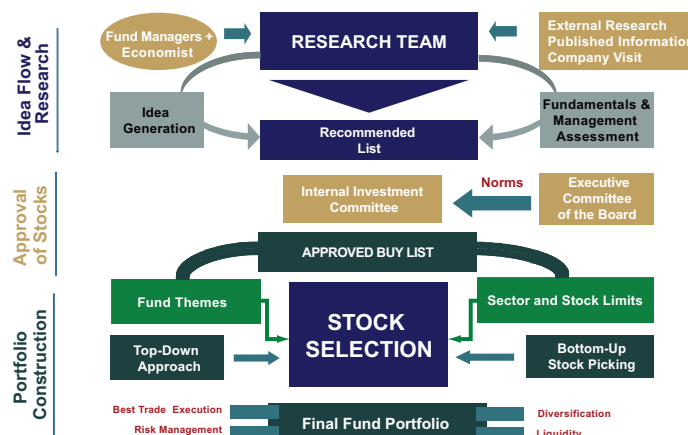 Idea Flow &
Research
Fund Managers +
Economist
RESEARCH TEAM
External Research
Published Information
Company Visit
Idea
Generation
Recommended
List
Fundamentals &
Management
Assessment
Approval
of Stocks
Internal Investment
Committee
Norms
Executive
Committee
of the Board
APPROVED BUY LIST
Portfolio
Construction
Fund Themes
STOCK
SELECTION
Sector and Stock Limits
Top-Down
Approach
Bottom-Up
Stock Picking
Best Trade Execution
Risk Management
Final Fund Portfolio
Diversification
Liquidity